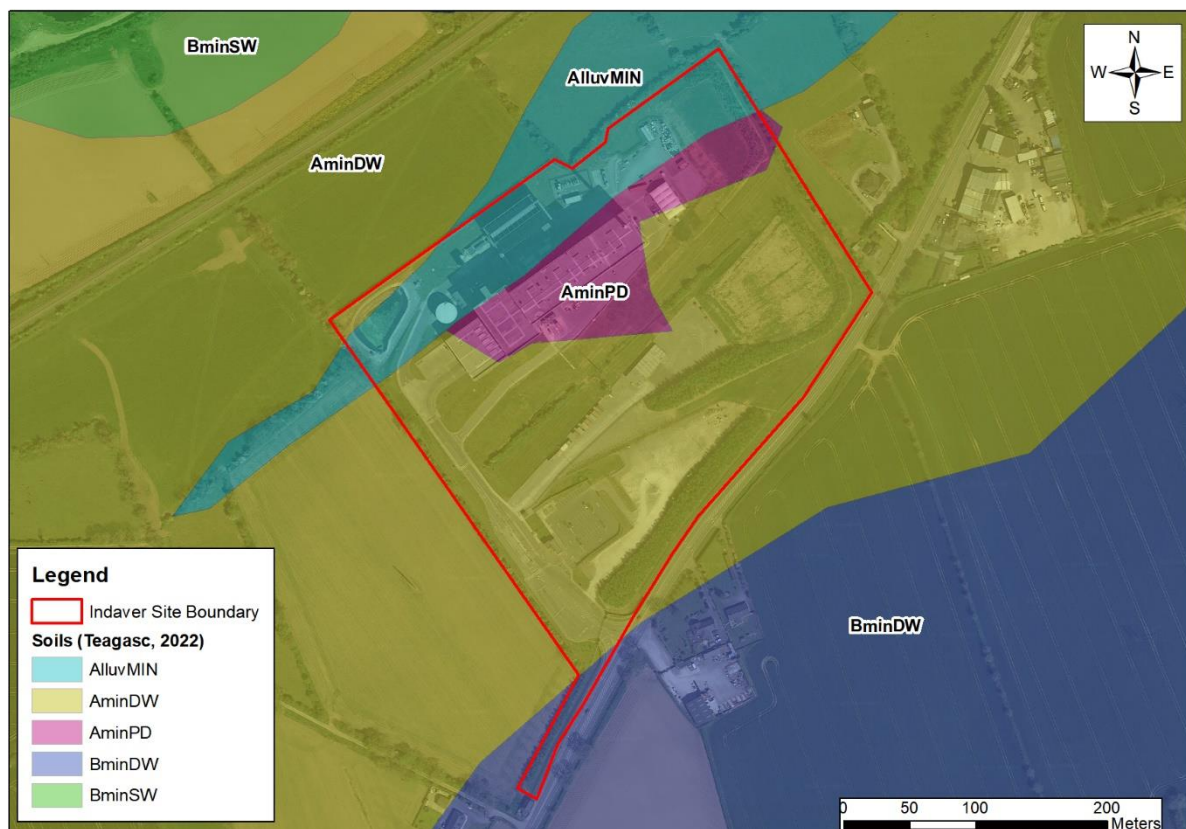 BminSW
N
W E
S
AlluvMIN
AminDW
AminPD
BminDW
Legend
Indaver Site Boundary
Soils (Teagasc, 2022)
AlluvMIN
AminDW
AminPD
BminDW
BminSW
0 50 100 200
Meters